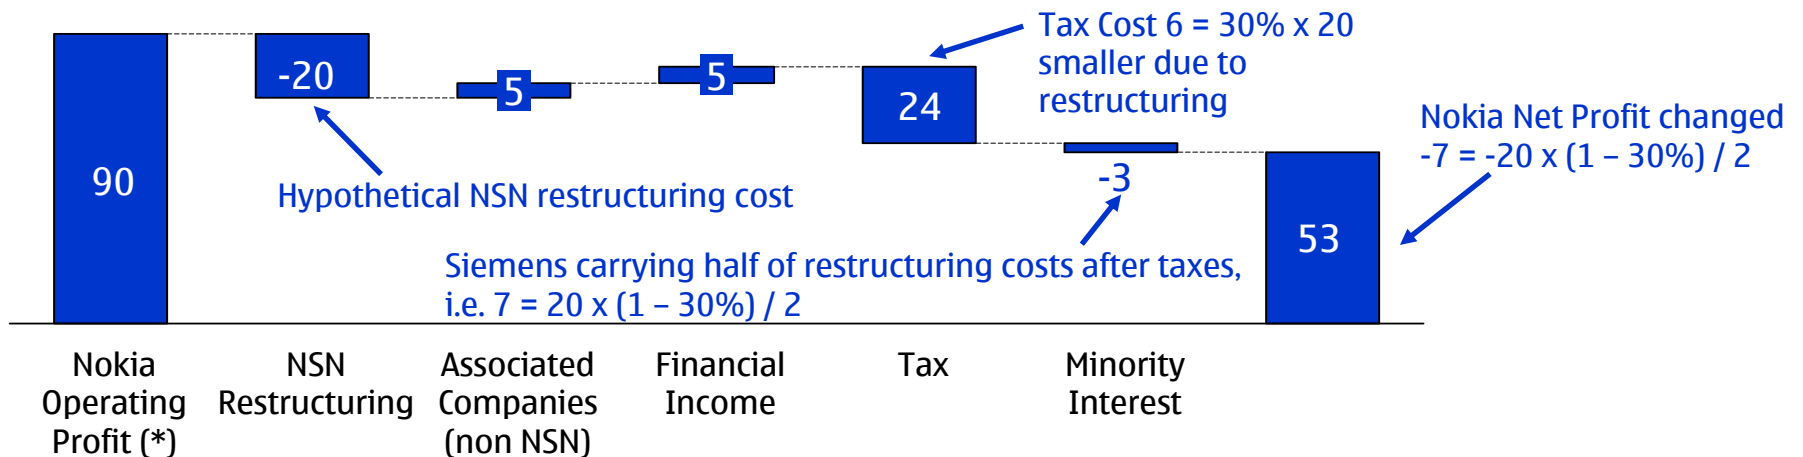 Tax Cost 6 = 30% x 20
smaller due to
restructuring
-20
5
5
24
90
Nokia Net Profit changed
-7 = -20 x (1 – 30%) / 2
Hypothetical NSN restructuring cost
-3
53
Siemens carrying half of restructuring costs after taxes,
i.e. 7 = 20 x (1 – 30%) / 2
Nokia
Operating
Profit (*)
NSN
Restructuring
Associated
Companies
(non NSN)
Financial
Income
Tax
Minority
Interest